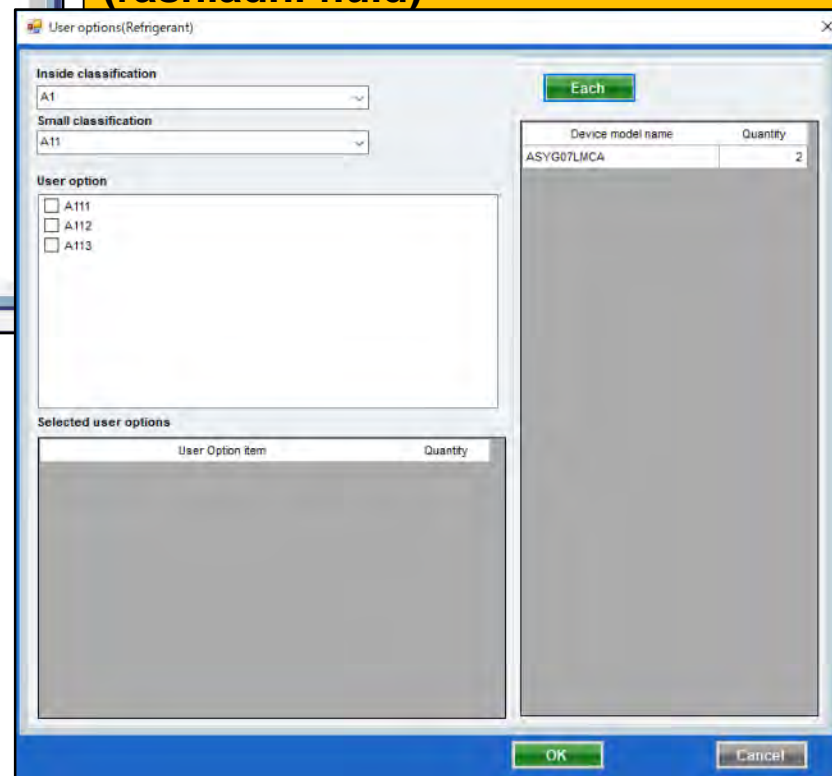 User options(Refrigerant)
Inside classification
A1
Small classification
A11
User option
A111
A112
A113
Selected user options
User Option item Quantity
Each
Device model name Quantity
ASYG07LMCA 2
OK Cancel